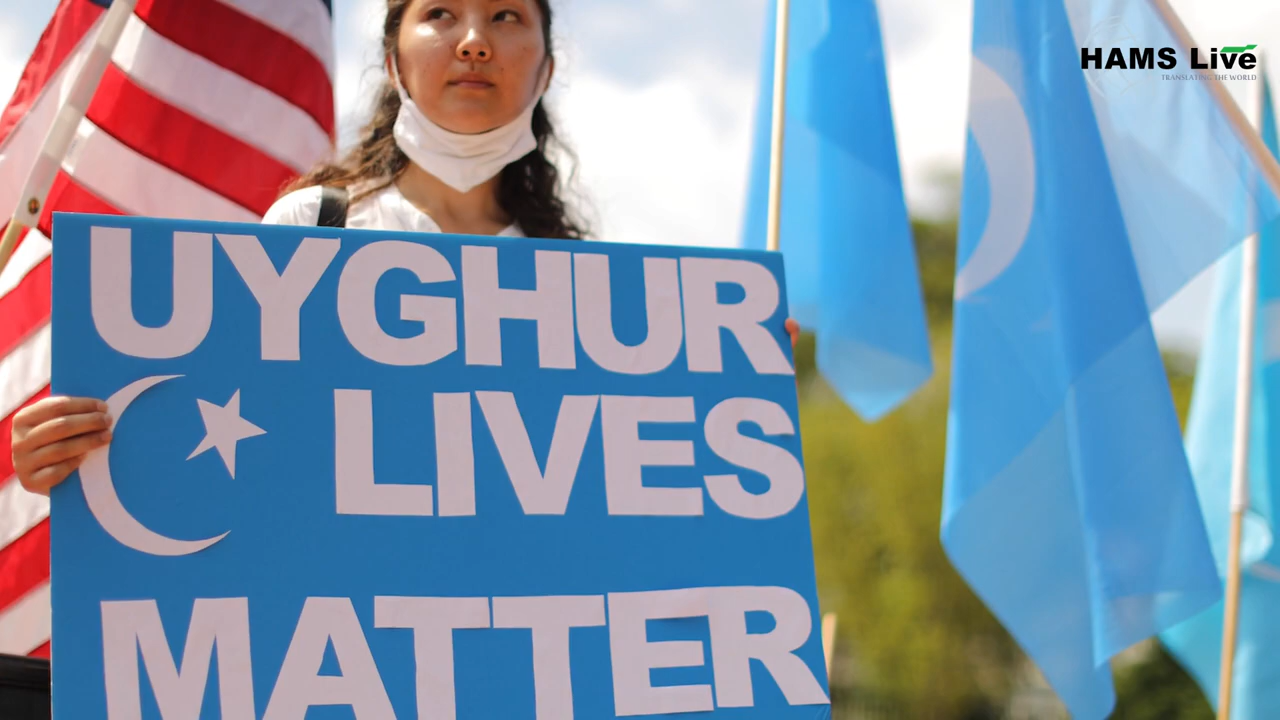 HAMS Live
TRANSLATING THE WORLD
UYGHUR
LIVES
MATTER